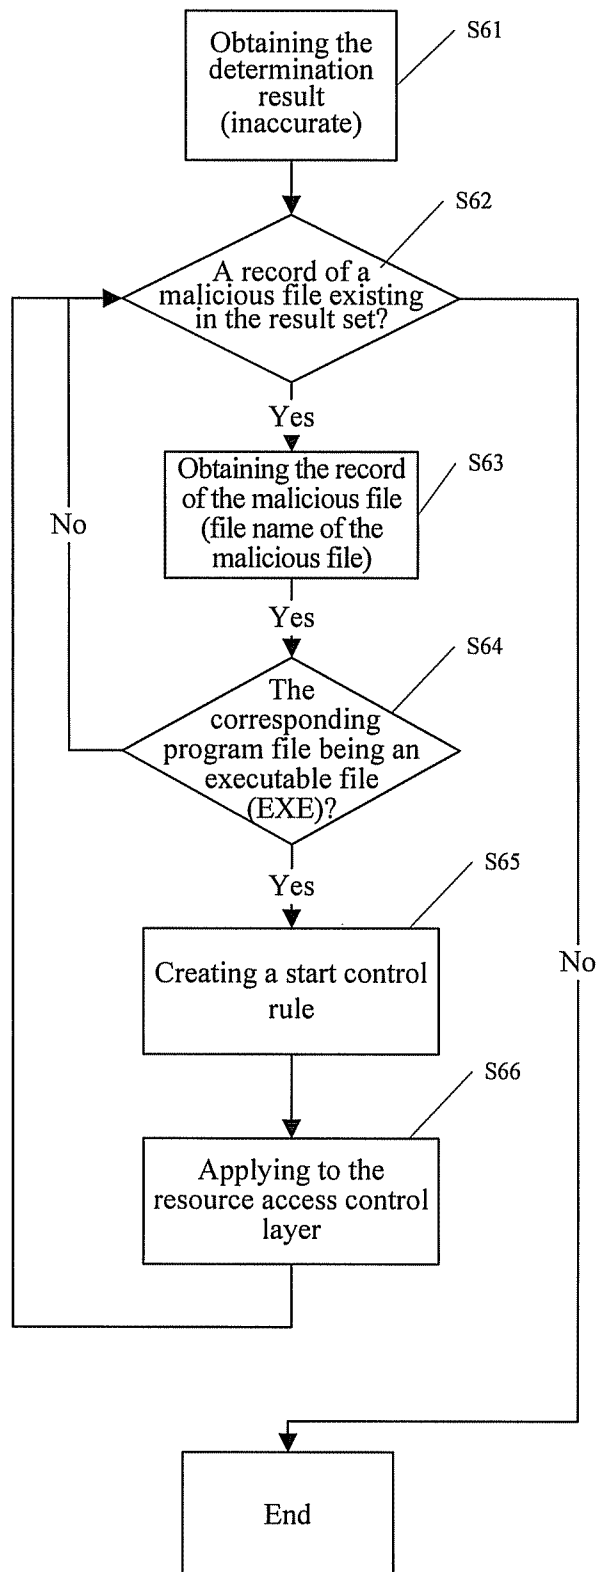 S61
Obtaining the
determination
result
(inaccurate)
S62
A record of a
malicious file existing
in the result set?
Yes
S63
Obtaining the record
of the malicious file
(file name of the
malicious file)
No
Yes
S64
The
corresponding
program file being an
executable file
(EXE)?
Yes
S65
Creating a start control
rule
No
S66
Applying to the
resource access control
layer
End